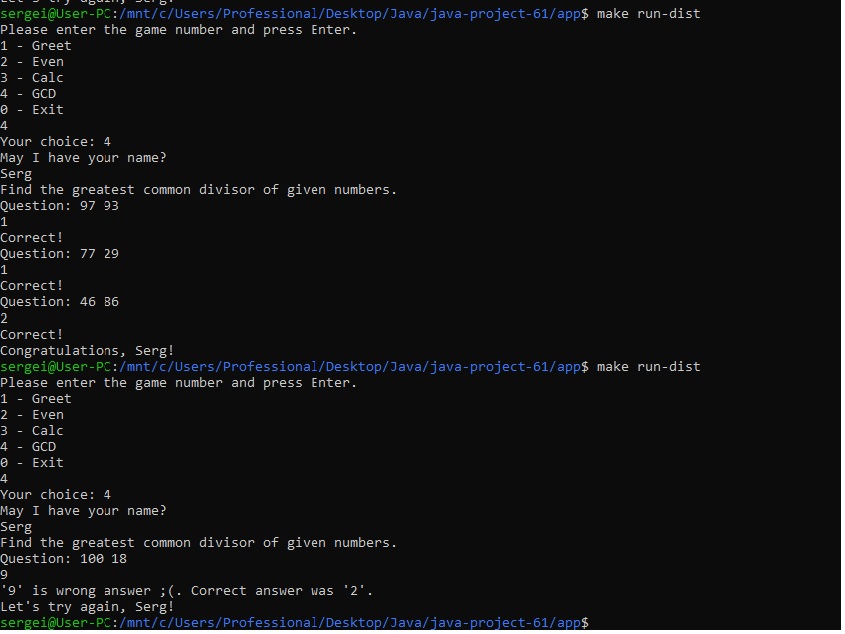 Let's try again, Serg!
sergei@User-PC:/mnt/c/Users/Professional/Desktop/Java/java-project-61/app$ make run-dist
Please enter the game number and press Enter.
1 - Greet
2 - Even
3 - Calc
4 - GCD
0 - Exit
4
Your choice: 4
May I have your name?
Serg
Find the greatest common divisor of given numbers.
Question: 97 93
1
Correct!
Question: 77 29
1
Correct!
Question: 46 86
2
Correct!
Congratulations, Serg!
sergei@User-PC:/mnt/c/Users/Professional/Desktop/Java/java-project-61/app$ make run-dist
Please enter the game number and press Enter.
1 - Greet
2 - Even
3 - Calc
4 - GCD
0 - Exit
4
Your choice: 4
May I have your name?
Serg
Find the greatest common divisor of given numbers.
Question: 100 18
9
'9' is wrong answer ;(. Correct answer was '2'.
Let's try again, Serg!
sergei@User-PC:/mnt/c/Users/Professional/Desktop/Java/java-project-61/app$